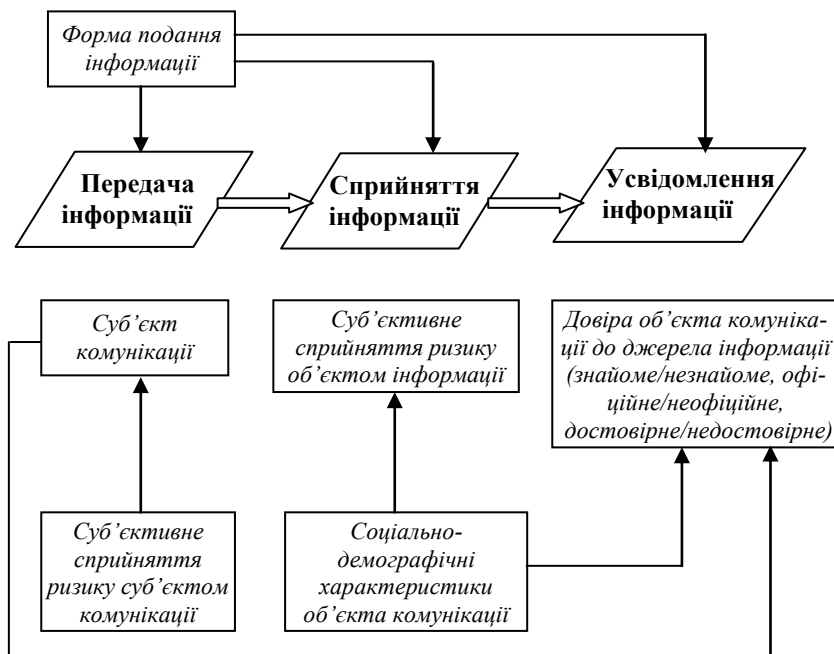 Форма подання
інформації
Передача
інформації
Сприйняття
інформації
Усвідомлення
інформації
Суб’єкт
комунікації
Суб’єктивне
сприйняття ризику
об’єктом інформації
Довіра об’єкта комуніка-
ції до джерела інформації
(знайоме/незнайоме, офі-
ційне/неофіційне,
достовірне/недостовірне)
Суб’єктивне
сприйняття
ризику суб’єктом
комунікації
Соціально-
демографічні
характеристики
об’єкта комунікації